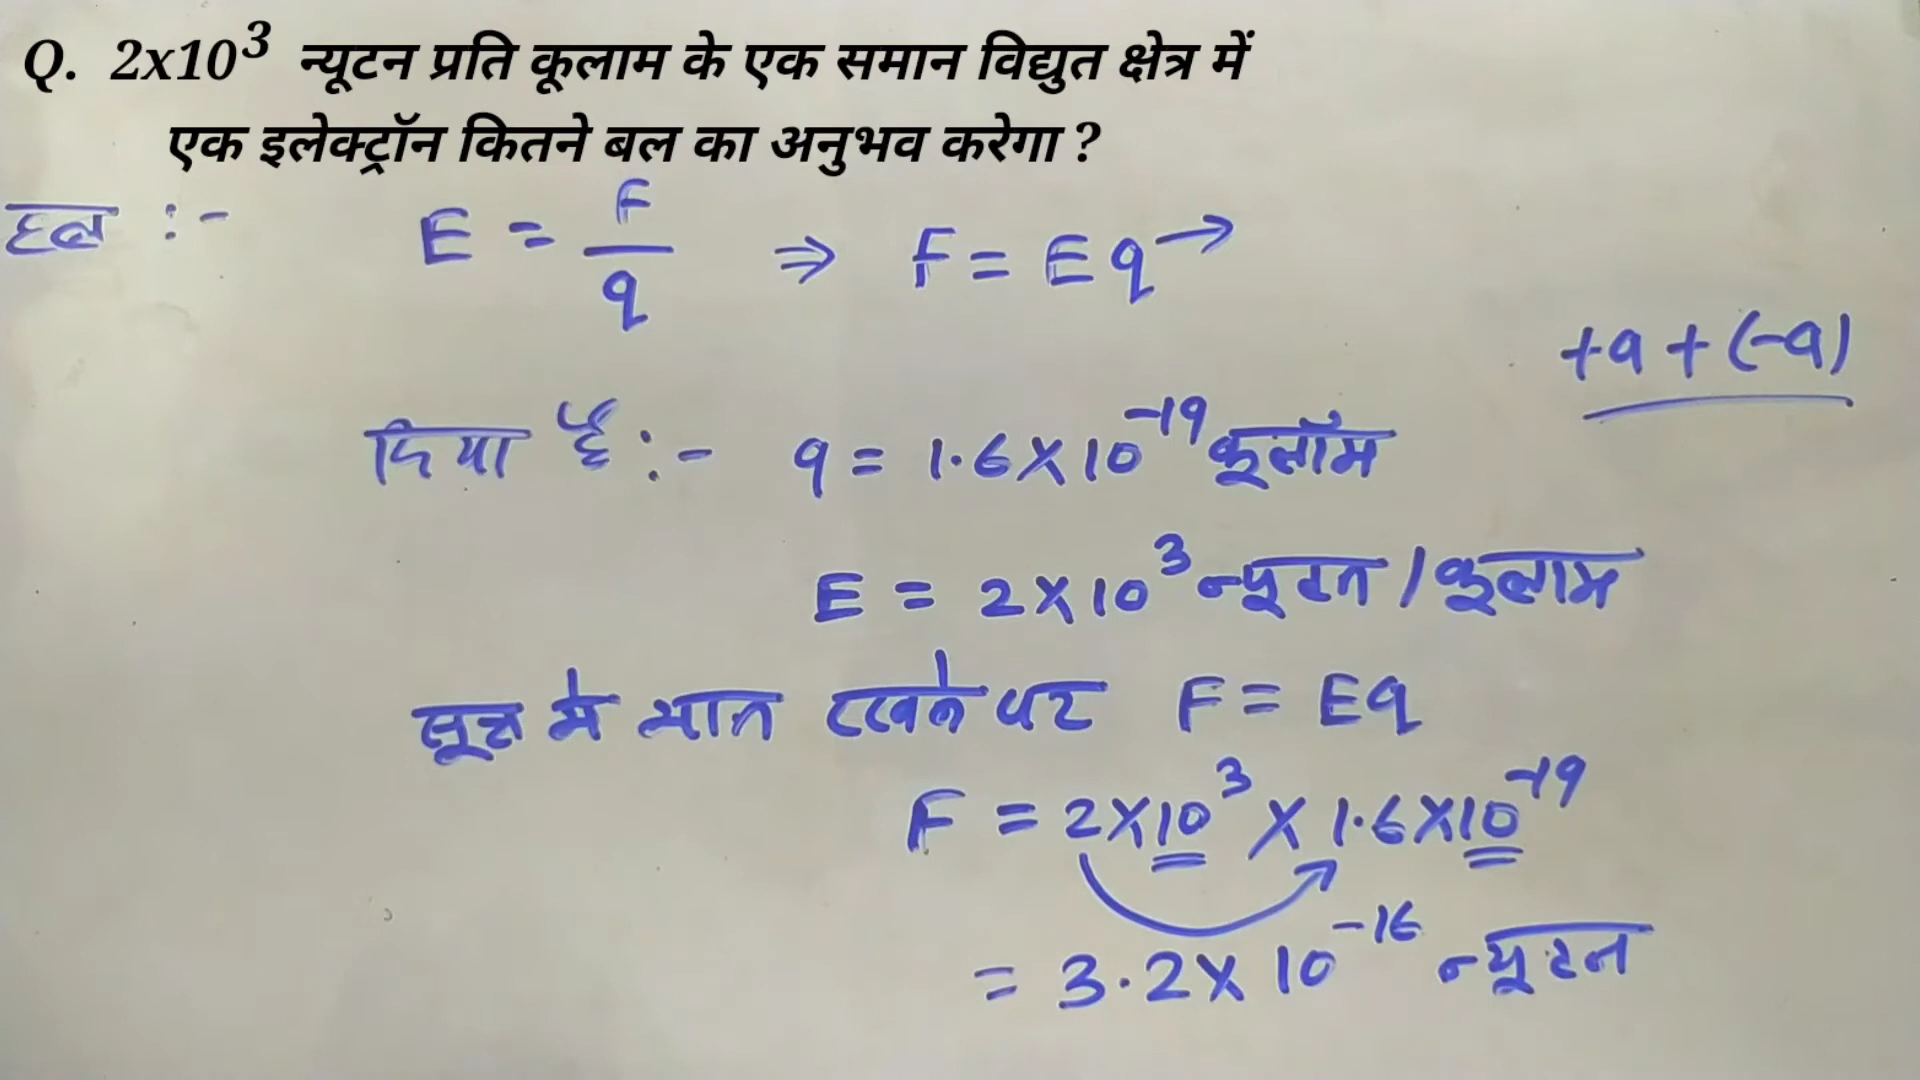 Q. 2x10³ न्यूटन प्रति कूलाम के एक समान विद्युत क्षेत्र में
एक इलेक्ट्रॉन कितने बल का अनुभव करेगा ?
हल :- E = F/q ⇒ F = Eq →
+a + (-a)
दिया है :- q = 1.6 × 10⁻¹⁹ कूलॉम
E = 2 × 10³ न्यूटन / कूलाम
सूत्र में मान रखने पर F = Eq
F = 2 × 10³ × 1.6 × 10⁻¹⁹
= 3.2 × 10⁻¹⁶ न्यूटन